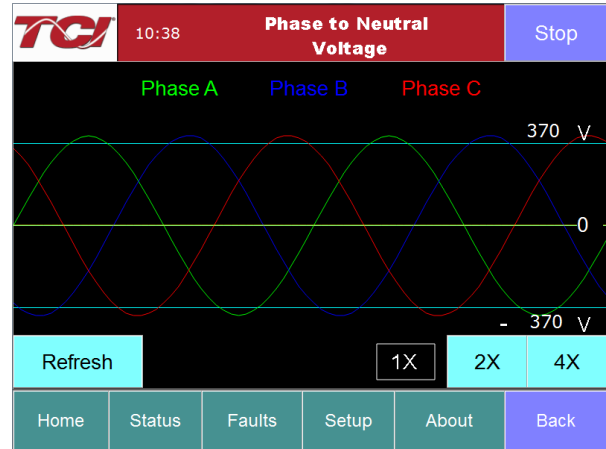 TCI
10:38
Phase to Neutral
Voltage
Stop
Phase A Phase B Phase C
370 V
0
- 370 V
Refresh
1X
2X
4X
Home
Status
Faults
Setup
About
Back